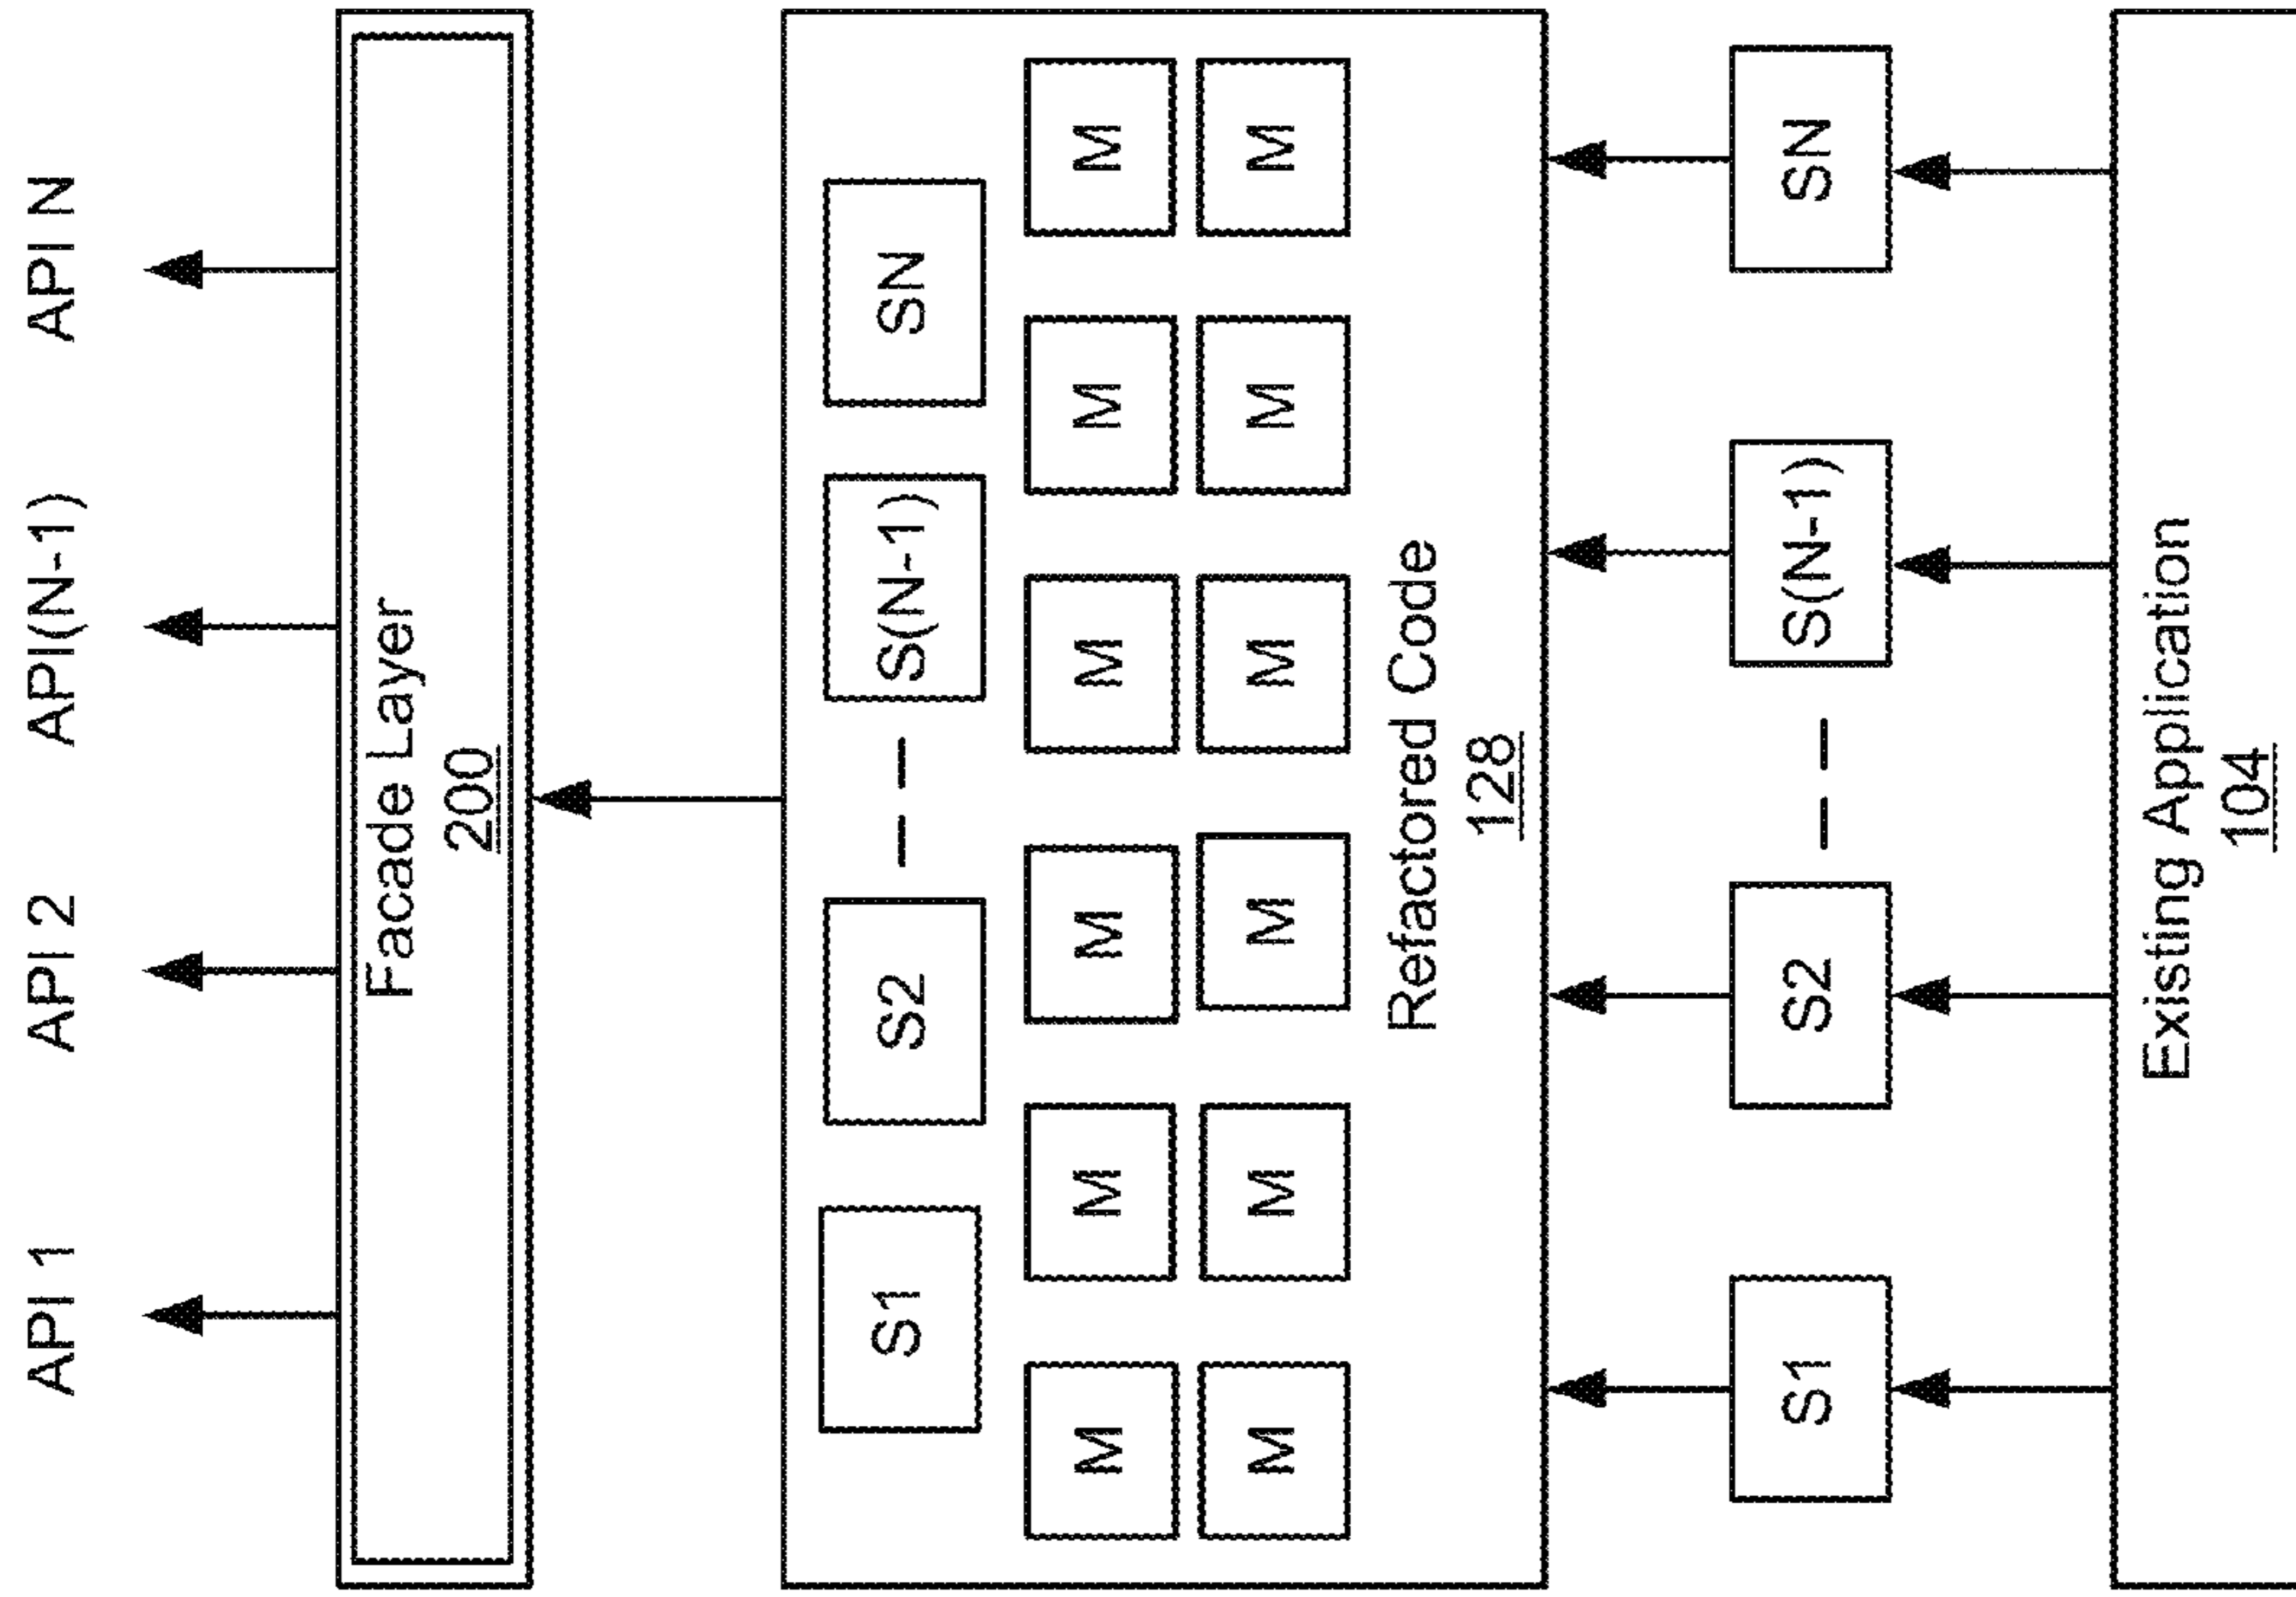 API 1
API 2
API(N-1)
API N
Facade Layer
200
S1
S2
S(N-1)
SN
M
M
M
M
M
M
M
M
M
M
M
M
Refactored Code
128
S1
S2
S(N-1)
SN
Existing Application
104